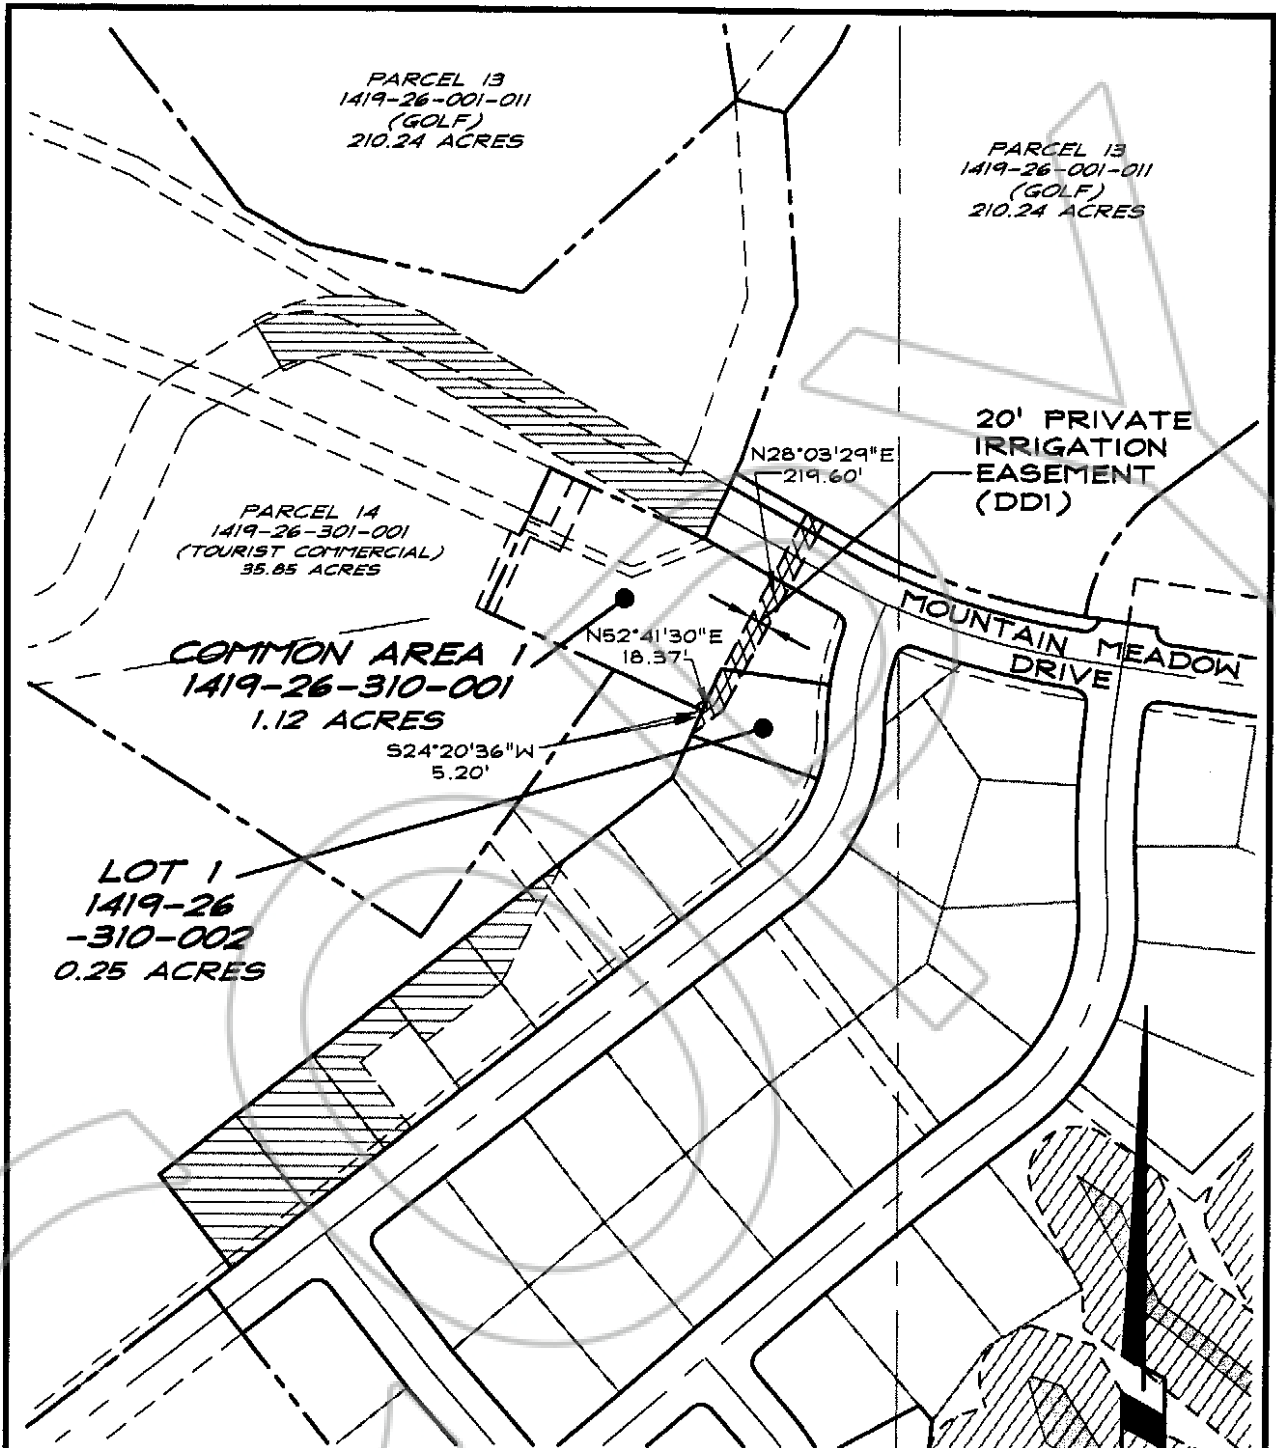 PARCEL 13
1419-26-001-011
(GOLF)
210.24 ACRES
PARCEL 13
1419-26-001-011
(GOLF)
210.24 ACRES
20' PRIVATE
IRRIGATION
EASEMENT
(DD1)
N28°03'29"E
219.60'
PARCEL 14
1419-26-301-001
(TOURIST COMMERCIAL)
35.85 ACRES
MOUNTAIN MEADOW
DRIVE
N52°41'30"E
18.37'
COMMON AREA 1
1419-26-310-001
1.12 ACRES
S24°20'36"W
5.20'
LOT 1
1419-26
-310-002
0.25 ACRES